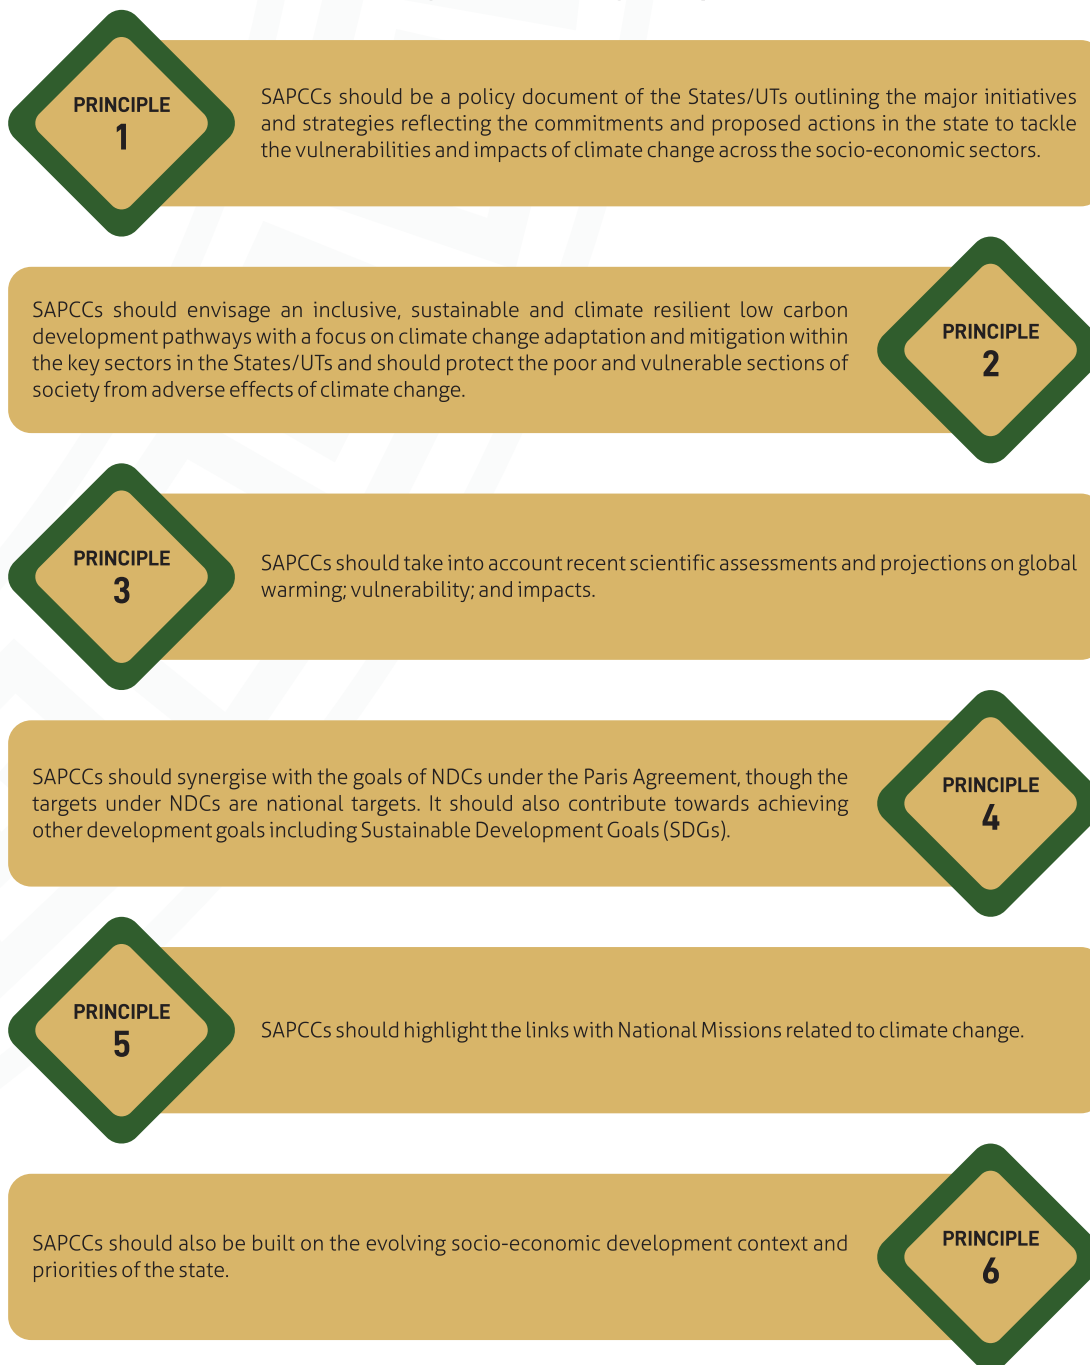 PRINCIPLE
1
SAPCCs should be a policy document of the States/UTs outlining the major initiatives
and strategies reflecting the commitments and proposed actions in the state to tackle
the vulnerabilities and impacts of climate change across the socio-economic sectors.
SAPCCs should envisage an inclusive, sustainable and climate resilient low carbon
development pathways with a focus on climate change adaptation and mitigation within
the key sectors in the States/UTs and should protect the poor and vulnerable sections of
society from adverse effects of climate change.
PRINCIPLE
2
PRINCIPLE
3
SAPCCs should take into account recent scientific assessments and projections on global
warming; vulnerability; and impacts.
SAPCCs should synergise with the goals of NDCs under the Paris Agreement, though the
targets under NDCs are national targets. It should also contribute towards achieving
other development goals including Sustainable Development Goals (SDGs).
PRINCIPLE
4
PRINCIPLE
5
SAPCCs should highlight the links with National Missions related to climate change.
SAPCCs should also be built on the evolving socio-economic development context and
priorities of the state.
PRINCIPLE
6